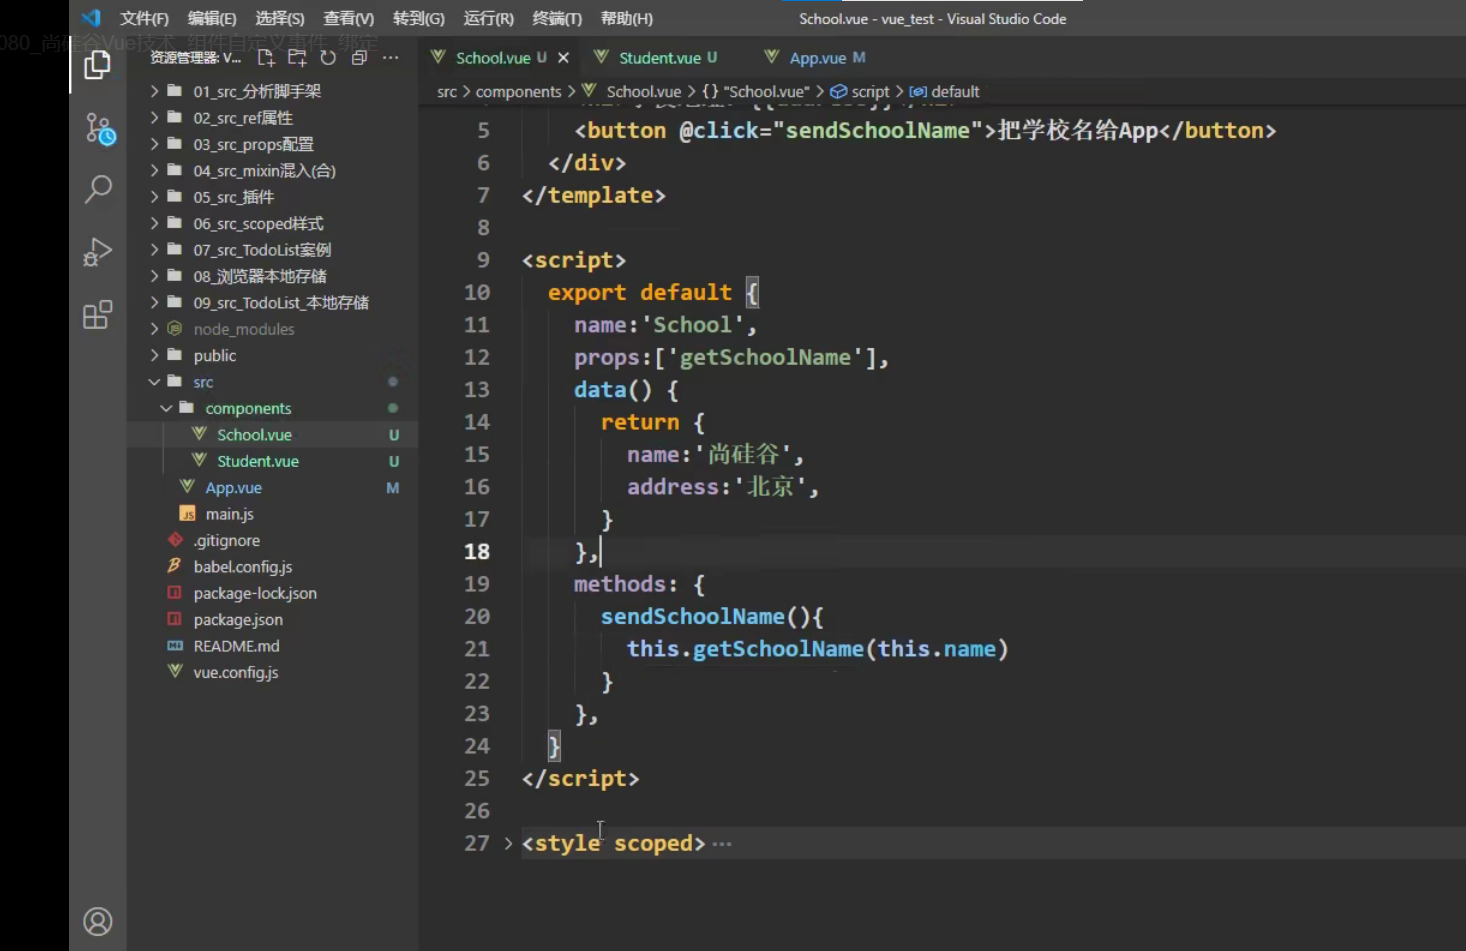 文件(F) 编辑(E) 选择(S) 查看(V) 转到(G) 运行(R) 终端(T) 帮助(H) School.vue - vue_test - Visual Studio Code
080_尚硅谷Vue技术_组件自定义事件_绑定
资源管理器: V...
School.vue U Student.vue U App.vue M
src > components > School.vue > {} "School.vue" > script > default
01_src_分析脚手架
02_src_ref属性
03_src_props配置
04_src_mixin混入(合)
05_src_插件
06_src_scoped样式
07_src_TodoList案例
08_浏览器本地存储
09_src_TodoList_本地存储
node_modules
public
src
components
School.vue U
Student.vue U
App.vue M
main.js
.gitignore
babel.config.js
package-lock.json
package.json
README.md
vue.config.js
5 <button @click="sendSchoolName">把学校名给App</button>
6 </div>
7 </template>
8
9 <script>
10 export default {
11 name:'School',
12 props:['getSchoolName'],
13 data() {
14 return {
15 name:'尚硅谷',
16 address:'北京',
17 }
18 },
19 methods: {
20 sendSchoolName(){
21 this.getSchoolName(this.name)
22 }
23 },
24 }
25 </script>
26
27 <style scoped> ...